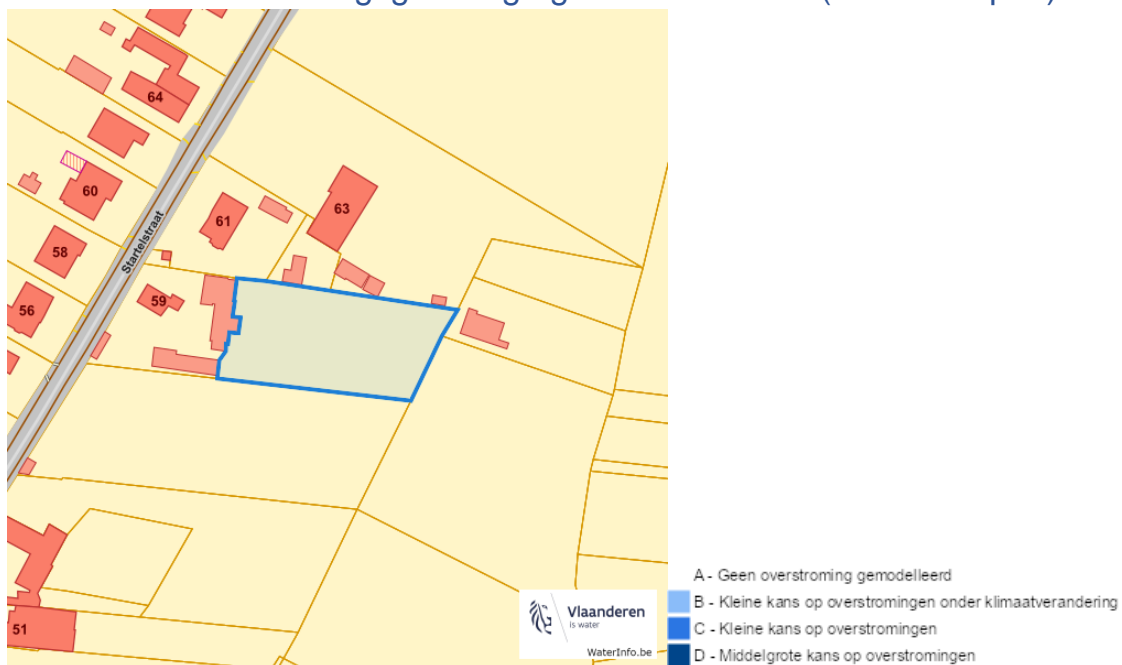 64
60
63
61
Startelstraat
58
59
56
51
Vlaanderen
is water
WaterInfo.be
A - Geen overstroming gemodelleerd
B - Kleine kans op overstromingen onder klimaatverandering
C - Kleine kans op overstromingen
D - Middelgrote kans op overstromingen